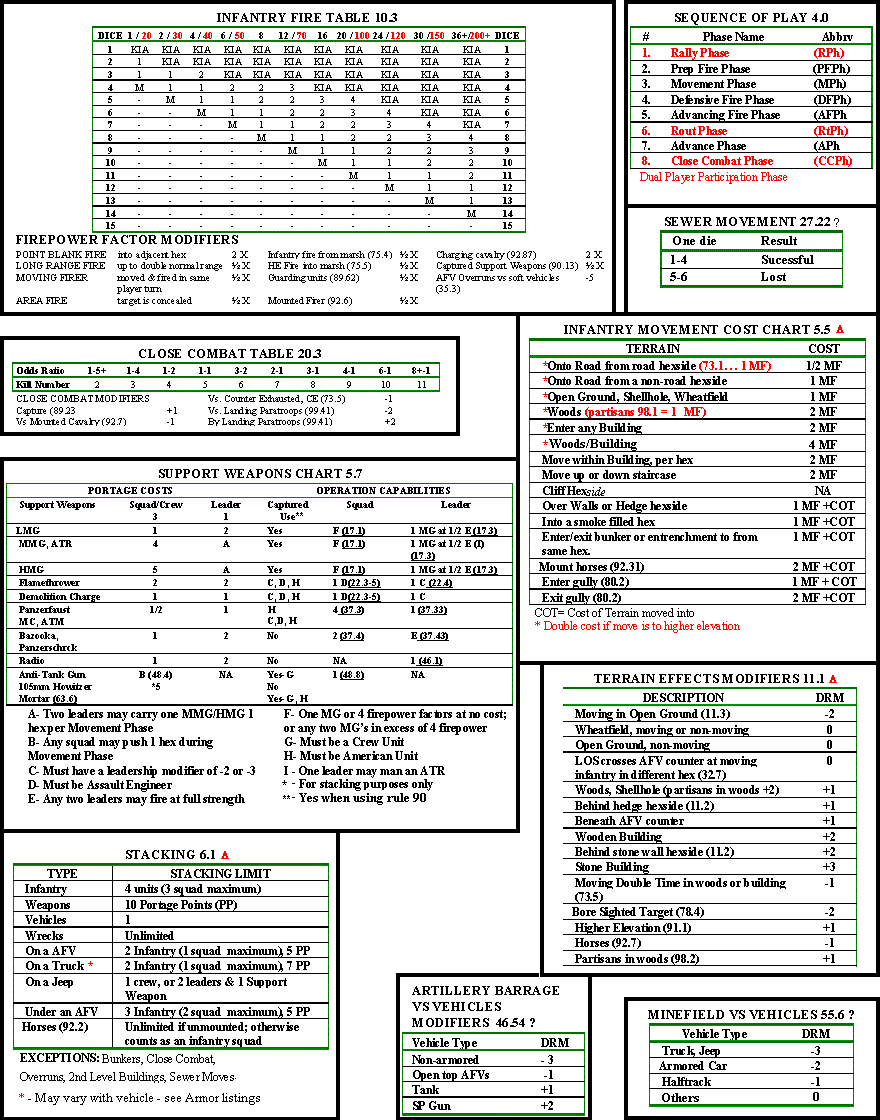 INFANTRY FIRE TABLE 10.3
DICE 1 / 20 2 / 30 4 / 40 6 / 50 8 12 / 70 16 20 / 100 24 / 120 30 /150 36+/200+ DICE
1 KIA KIA KIA KIA KIA KIA KIA KIA KIA KIA KIA 1
2 1 KIA KIA KIA KIA KIA KIA KIA KIA KIA KIA 2
3 1 1 2 KIA KIA KIA KIA KIA KIA KIA KIA 3
4 M 1 1 2 2 3 KIA KIA KIA KIA KIA 4
5 - M 1 1 2 2 3 4 KIA KIA KIA 5
6 - - M 1 1 2 2 3 4 KIA KIA 6
7 - - - M 1 1 2 2 3 4 KIA 7
8 - - - - M 1 1 2 2 3 4 8
9 - - - - - M 1 1 2 2 3 9
10 - - - - - - M 1 1 2 2 10
11 - - - - - - - M 1 1 2 11
12 - - - - - - - - M 1 1 12
13 - - - - - - - - - M 1 13
14 - - - - - - - - - - M 14
15 - - - - - - - - - - - 15
FIREPOWER FACTOR MODIFIERS
POINT BLANK FIRE into adjacent hex 2 X Infantry fire from marsh (75.4) ½ X Charging cavalry (92.87) 2 X
LONG RANGE FIRE up to double normal range ½ X HE Fire into marsh (75.5) ½ X Captured Support Weapons (90.13) ½ X
MOVING FIRER moved & fired in same ½ X Guarding units (89.62) ½ X AFV Overruns vs soft vehicles -5
player turn (35.3)
AREA FIRE target is concealed ½ X Mounted Firer (92.6) ½ X
SEQUENCE OF PLAY 4.0
# Phase Name Abbrv
1. Rally Phase (RPh)
2. Prep Fire Phase (PFPh)
3. Movement Phase (MPh)
4. Defensive Fire Phase (DFPh)
5. Advancing Fire Phase (AFPh
6. Rout Phase (RtPh)
7. Advance Phase (APh
8. Close Combat Phase (CCPh)
Dual Player Participation Phase
SEWER MOVEMENT 27.22 ?
One die Result
1-4 Sucessful
5-6 Lost
CLOSE COMBAT TABLE 20.3
Odds Ratio 1-5+ 1-4 1-2 1-1 3-2 2-1 3-1 4-1 6-1 8+-1
Kill Number 2 3 4 5 6 7 8 9 10 11
CLOSE COMBAT MODIFIERS Vs. Counter Exhausted, CE (73.5) -1
Capture (89.23 +1 Vs. Landing Paratroops (99.41) -2
Vs Mounted Cavalry (92.7) -1 By Landing Paratroops (99.41) +2
INFANTRY MOVEMENT COST CHART 5.5 A
TERRAIN COST
*Onto Road from road hexside (73.1… 1 MF) 1/2 MF
*Onto Road from a non-road hexside 1 MF
*Open Ground, Shellhole, Wheatfield 1 MF
*Woods (partisans 98.1 = 1 MF) 2 MF
*Enter any Building 2 MF
*Woods/Building 4 MF
Move within Building, per hex 2 MF
Move up or down staircase 2 MF
Cliff Hexside NA
Over Walls or Hedge hexside 1 MF +COT
Into a smoke filled hex 1 MF +COT
Enter/exit bunker or entrenchment to from 1 MF +COT
same hex.
Mount horses (92.31) 2 MF +COT
Enter gully (80.2) 1 MF + COT
Exit gully (80.2) 2 MF +COT
COT= Cost of Terrain moved into
* Double cost if move is to higher elevation
SUPPORT WEAPONS CHART 5.7
PORTAGE COSTS OPERATION CAPABILITIES
Support Weapons Squad/Crew Leader Captured Squad Leader
3 1 Use**
LMG 1 2 Yes F (17.1) 1 MG at 1/2 E (17.3)
MMG, ATR 4 A Yes F (17.1) 1 MG at 1/2 E (I)
(17.3)
HMG 5 A Yes F (17.1) 1 MG at 1/2 E (17.3)
Flamethrower 2 2 C, D, H 1 D(22.3-5) 1 C (22.4)
Demolition Charge 1 1 C, D, H 1 D(22.3-5) 1 C
Panzerfaust 1/2 1 H 4 (37.3) 1 (37.33)
MC, ATM C,D, H
Bazooka, 1 2 No 2 (37.4) E (37.43)
Panzerschrck
Radio 1 2 No NA 1 (46.1)
Anti-Tank Gun B (48.4) NA Yes- G 1 (48.8) NA
105mm Howitzer *5 No
Mortar (63.6) Yes- G, H
A- Two leaders may carry one MMG/HMG 1
hex per Movement Phase
B- Any squad may push 1 hex during
Movement Phase
C- Must have a leadership modifier of -2 or -3
D- Must be Assault Engineer
E- Any two leaders may fire at full strength
F- One MG or 4 firepower factors at no cost;
or any two MG's in excess of 4 firepower
G- Must be a Crew Unit
H- Must be American Unit
I - One leader may man an ATR
* - For stacking purposes only
** - Yes when using rule 90
TERRAIN EFFECTS MODIFIERS 11.1 A
DESCRIPTION DRM
Moving in Open Ground (11.3) -2
Wheatfield, moving or non-moving 0
Open Ground, non-moving 0
LOS crosses AFV counter at moving 0
infantry in different hex (32.7)
Woods, Shellhole (partisans in woods +2) +1
Behind hedge hexside (11.2) +1
Beneath AFV counter +1
Wooden Building +2
Behind stone wall hexside (11.2) +2
Stone Building +3
Moving Double Time in woods or building -1
(73.5)
Bore Sighted Target (78.4) -2
Higher Elevation (91.1) +1
Horses (92.7) -1
Partisans in woods (98.2) +1
STACKING 6.1 A
TYPE STACKING LIMIT
Infantry 4 units (3 squad maximum)
Weapons 10 Portage Points (PP)
Vehicles 1
Wrecks Unlimited
On a AFV 2 Infantry (1 squad maximum), 5 PP
On a Truck * 2 Infantry (1 squad maximum), 7 PP
On a Jeep 1 crew, or 2 leaders & 1 Support
Weapon
Under an AFV 3 Infantry (2 squad maximum), 5 PP
Horses (92.2) Unlimited if unmounted; otherwise
counts as an infantry squad
EXCEPTIONS: Bunkers, Close Combat,
Overruns, 2nd Level Buildings, Sewer Moves.
* - May vary with vehicle - see Armor listings
ARTILLERY BARRAGE
VS VEHICLES
MODIFIERS 46.54 ?
Vehicle Type DRM
Non-armored - 3
Open top AFVs -1
Tank +1
SP Gun +2
MINEFIELD VS VEHICLES 55.6 ?
Vehicle Type DRM
Truck, Jeep -3
Armored Car -2
Halftrack -1
Others 0